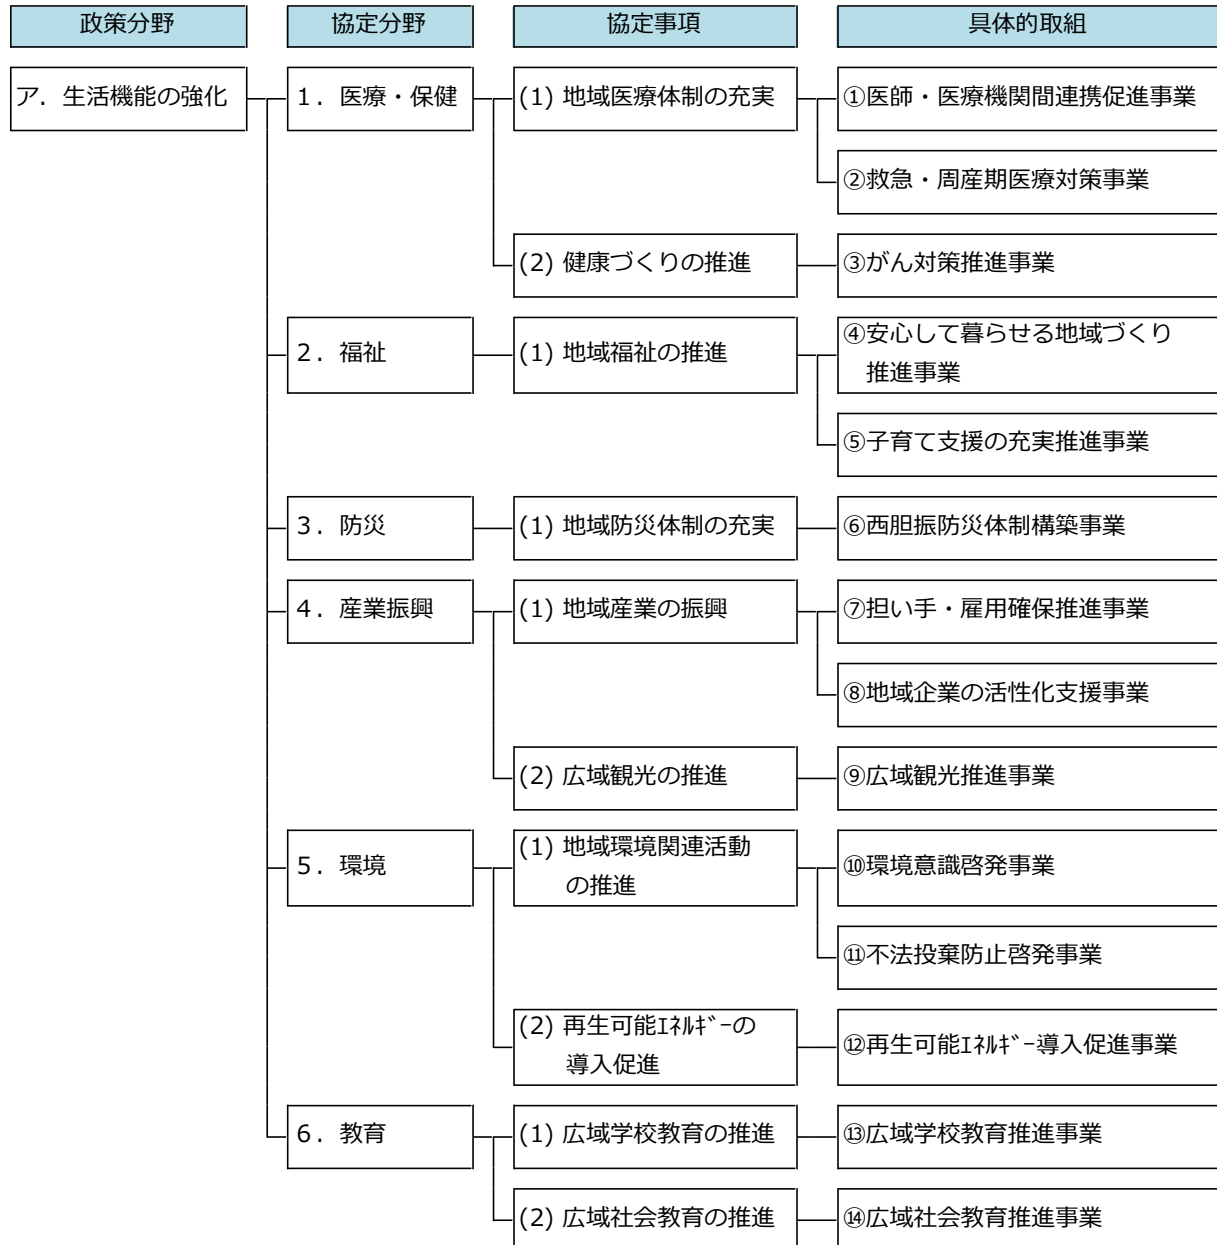 政策分野
協定分野
協定事項
具体的取組
ア．生活機能の強化
１．医療・保健
(1) 地域医療体制の充実
①医師・医療機関間連携促進事業
②救急・周産期医療対策事業
(2) 健康づくりの推進
③がん対策推進事業
２．福祉
(1) 地域福祉の推進
④安心して暮らせる地域づくり
推進事業
⑤子育て支援の充実推進事業
３．防災
(1) 地域防災体制の充実
⑥西胆振防災体制構築事業
４．産業振興
(1) 地域産業の振興
⑦担い手・雇用確保推進事業
⑧地域企業の活性化支援事業
(2) 広域観光の推進
⑨広域観光推進事業
５．環境
(1) 地域環境関連活動
の推進
⑩環境意識啓発事業
⑪不法投棄防止啓発事業
(2) 再生可能ｴﾈﾙｷﾞｰの
導入促進
⑫再生可能ｴﾈﾙｷﾞｰ導入促進事業
６．教育
(1) 広域学校教育の推進
⑬広域学校教育推進事業
(2) 広域社会教育の推進
⑭広域社会教育推進事業